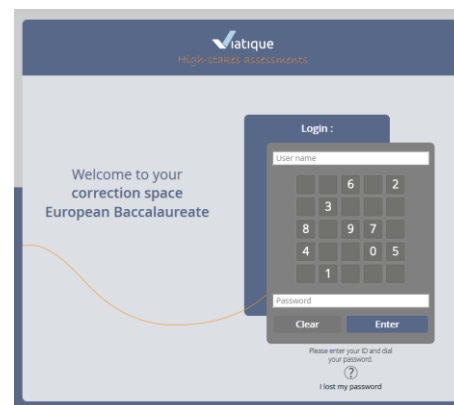 Viatique
High-stakes assessments
Login :
User name
6 2
3
8 9 7
4 0 5
1
Welcome to your
correction space
European Baccalaureate
Password
Clear Enter
Please enter your ID and dial
your password.
?
I lost my password